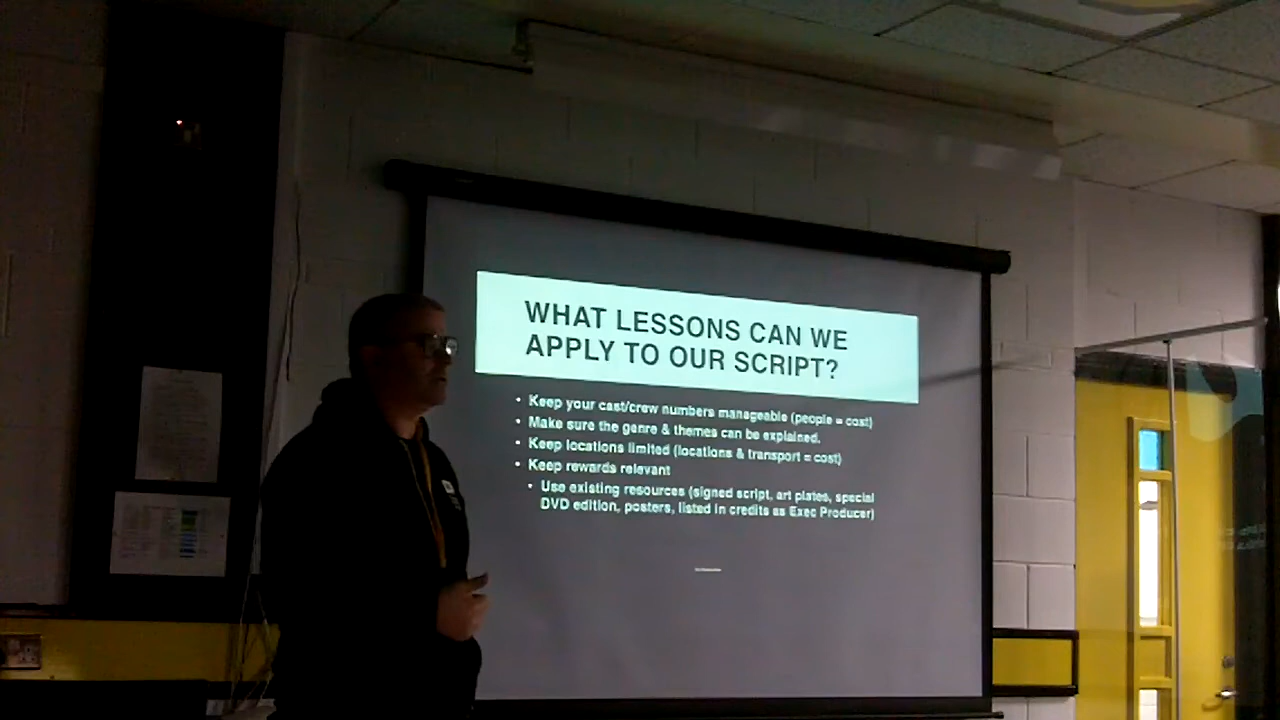 WHAT LESSONS CAN WE
APPLY TO OUR SCRIPT?
• Keep your cast/crew numbers manageable (people = cost)
• Make sure the genre & themes can be explained.
• Keep locations limited (locations & transport = cost)
• Keep rewards relevant
• Use existing resources (signed script, art plates, special
DVD edition, posters, listed in credits as Exec Producer)